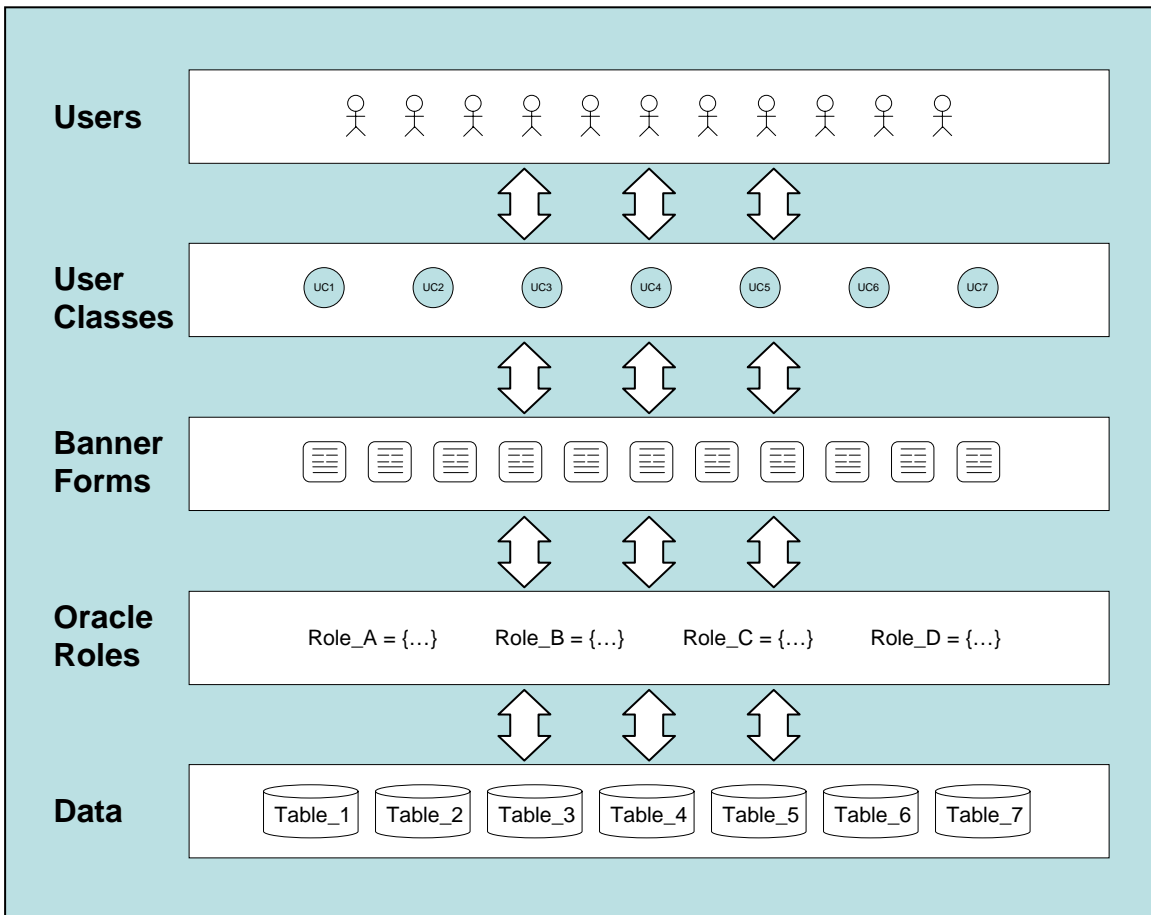 Users
User
Classes
UC1 UC2 UC3 UC4 UC5 UC6 UC7
Banner
Forms
Oracle
Roles
Role_A = {…} Role_B = {…} Role_C = {…} Role_D = {…}
Data
Table_1 Table_2 Table_3 Table_4 Table_5 Table_6 Table_7